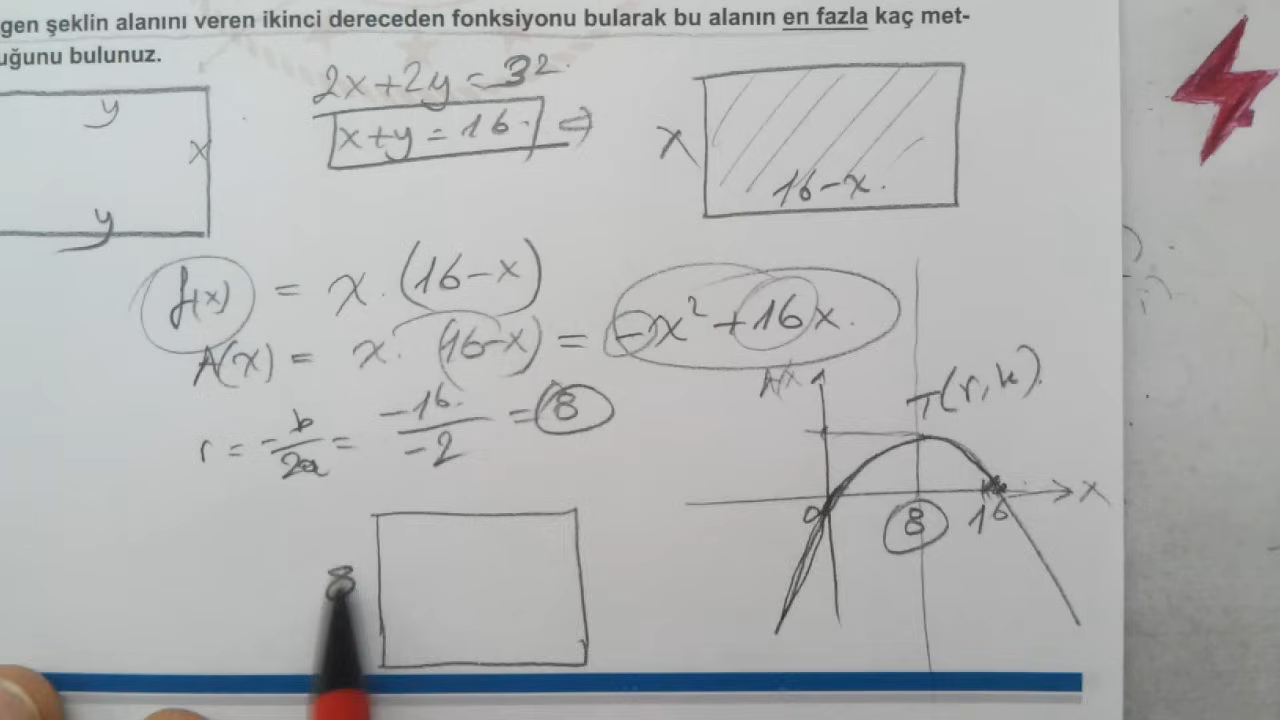 gen şeklin alanını veren ikinci dereceden fonksiyonu bularak bu alanın en fazla kaç met-
uğunu bulunuz.
2x+2y=32
x+y=16 ⇒
y
x
y
x
16-x
f(x) = x.(16-x)
A(x) = x.(16-x) = -x²+16x
r = -b/2a = -16/-2 = 8
T(r,k)
x
0
8
16
8